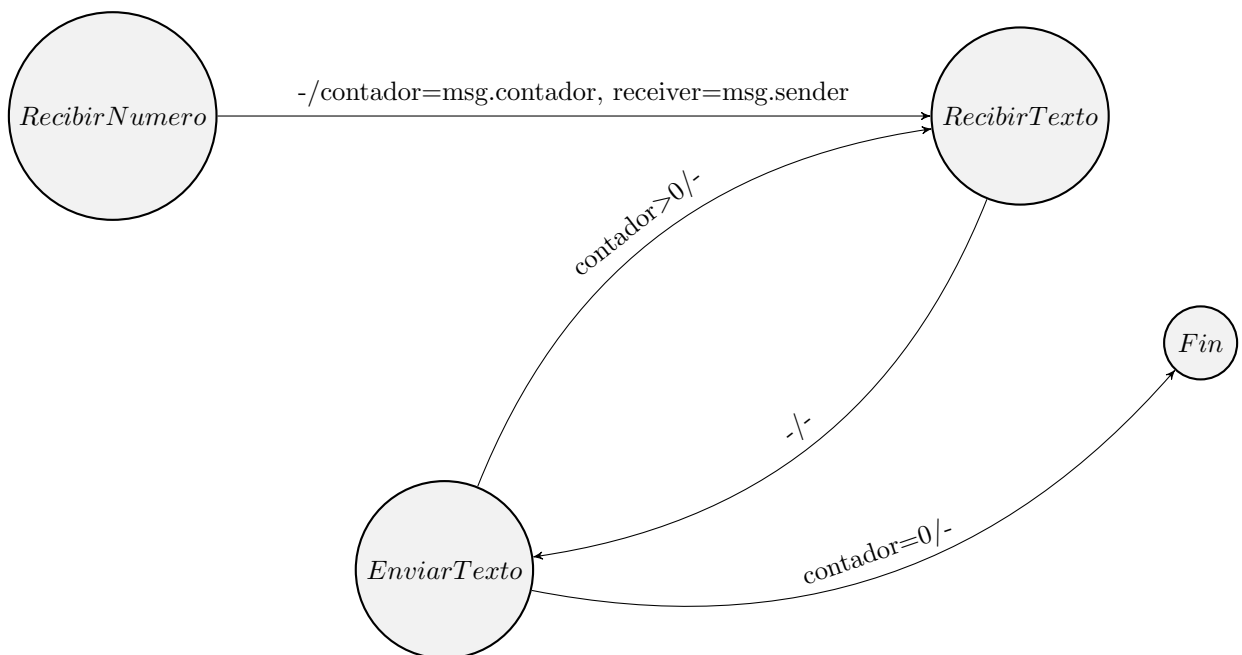 -/contador=msg.contador, receiver=msg.sender
RecibirNumero
RecibirTexto
contador>0/-
Fin
-/-
contador=0/-
EnviarTexto